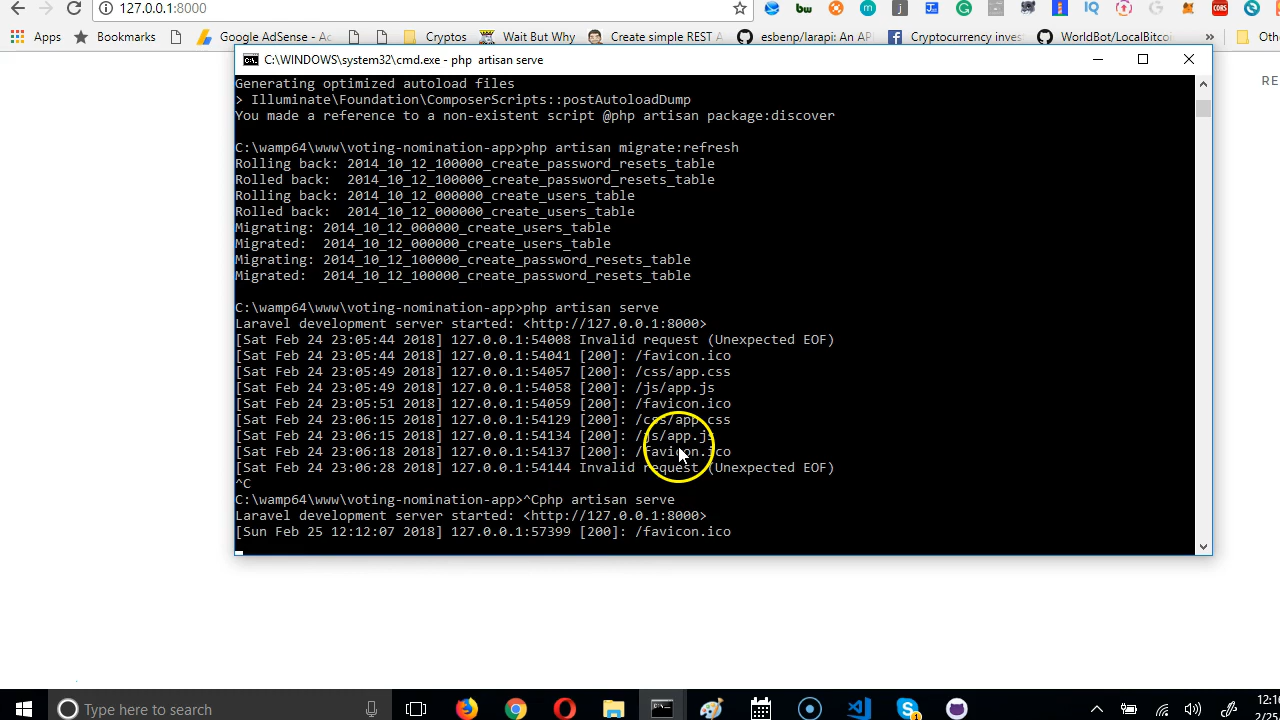 127.0.0.1:8000
bw
j
CORS
IQ
Apps
Bookmarks
Google AdSense - Ac
Cryptos
Wait But Why
Create simple REST A
esbenp/larapi: An AP
Cryptocurrency inves
WorldBot/LocalBitcoi
»
Oth
RE
C:\WINDOWS\system32\cmd.exe - php  artisan serve
Generating optimized autoload files
> Illuminate\Foundation\ComposerScripts::postAutoloadDump
You made a reference to a non-existent script @php artisan package:discover
C:\wamp64\www\voting-nomination-app>php artisan migrate:refresh
Rolling back: 2014_10_12_100000_create_password_resets_table
Rolled back:  2014_10_12_100000_create_password_resets_table
Rolling back: 2014_10_12_000000_create_users_table
Rolled back:  2014_10_12_000000_create_users_table
Migrating: 2014_10_12_000000_create_users_table
Migrated:  2014_10_12_000000_create_users_table
Migrating: 2014_10_12_100000_create_password_resets_table
Migrated:  2014_10_12_100000_create_password_resets_table
C:\wamp64\www\voting-nomination-app>php artisan serve
Laravel development server started: <http://127.0.0.1:8000>
[Sat Feb 24 23:05:44 2018] 127.0.0.1:54008 Invalid request (Unexpected EOF)
[Sat Feb 24 23:05:44 2018] 127.0.0.1:54041 [200]: /favicon.ico
[Sat Feb 24 23:05:49 2018] 127.0.0.1:54057 [200]: /css/app.css
[Sat Feb 24 23:05:49 2018] 127.0.0.1:54058 [200]: /js/app.js
[Sat Feb 24 23:05:51 2018] 127.0.0.1:54059 [200]: /favicon.ico
[Sat Feb 24 23:06:15 2018] 127.0.0.1:54129 [200]: /css/app.css
[Sat Feb 24 23:06:15 2018] 127.0.0.1:54134 [200]: /js/app.js
[Sat Feb 24 23:06:18 2018] 127.0.0.1:54137 [200]: /favicon.ico
[Sat Feb 24 23:06:28 2018] 127.0.0.1:54144 Invalid request (Unexpected EOF)
^C
C:\wamp64\www\voting-nomination-app>^Cphp artisan serve
Laravel development server started: <http://127.0.0.1:8000>
[Sun Feb 25 12:12:07 2018] 127.0.0.1:57399 [200]: /favicon.ico
Type here to search
12:1
2/25